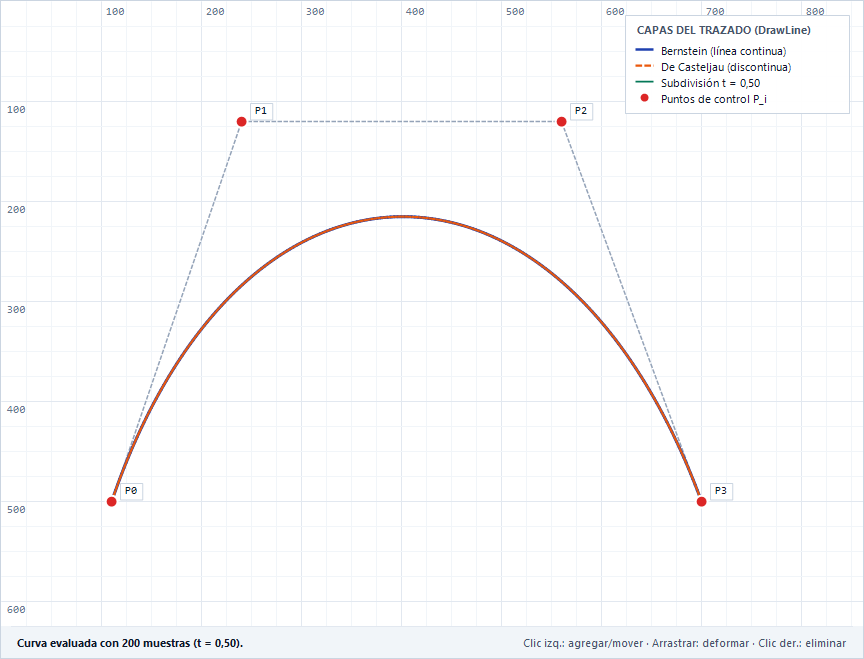 100 200 300 400 500 600 700 800
CAPAS DEL TRAZADO (DrawLine)
Bernstein (línea continua)
De Casteljau (discontinua)
Subdivisión t = 0,50
Puntos de control P_i
100
P1
P2
200
300
400
P0
P3
500
600
Curva evaluada con 200 muestras (t = 0,50).
Clic izq.: agregar/mover · Arrastrar: deformar · Clic der.: eliminar